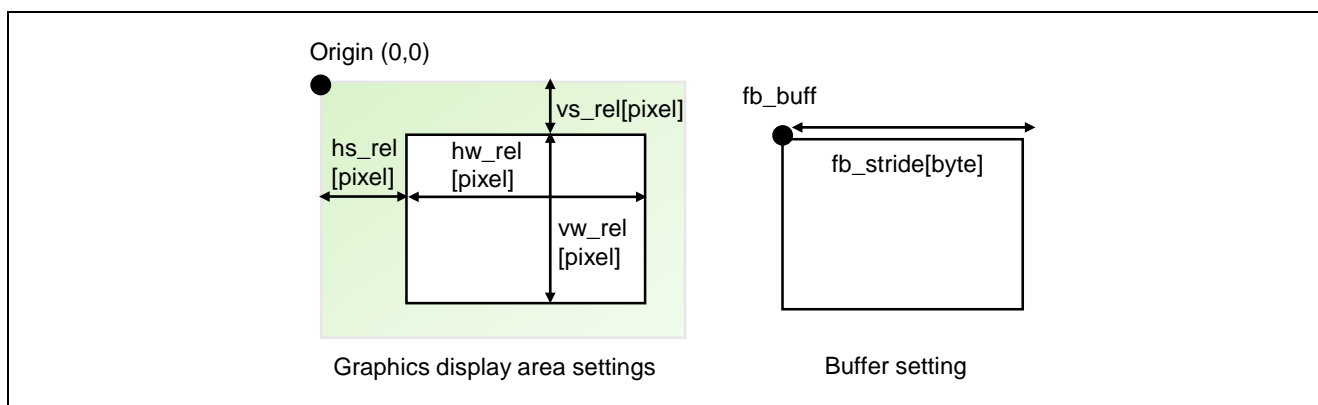 Origin (0,0)
vs_rel[pixel]
hs_rel
[pixel]
hw_rel
[pixel]
vw_rel
[pixel]
Graphics display area settings
fb_buff
fb_stride[byte]
Buffer setting